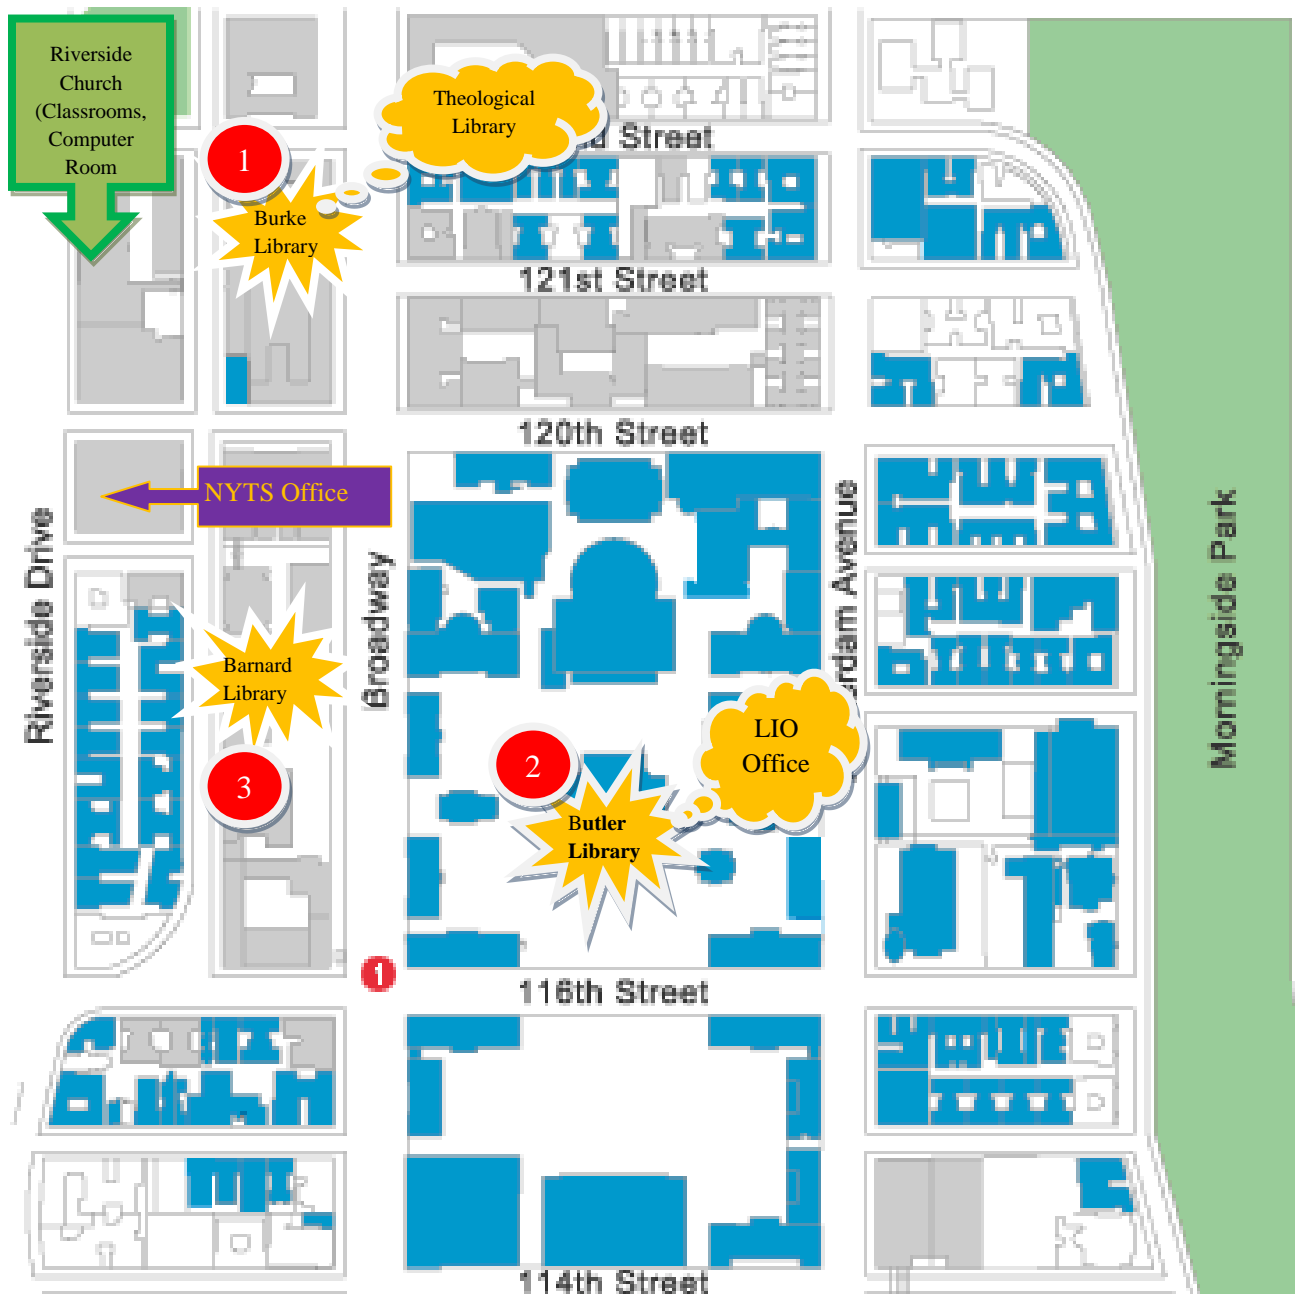 Riverside
Church
(Classrooms,
Computer
Room
Theological
Library
1
Burke
Library
Street
121st Street
120th Street
NYTS Office
Riverside Drive
Broadway
Avenue
Morningside Park
Barnard
Library
3
2
Butler
Library
LIO
Office
1
116th Street
114th Street